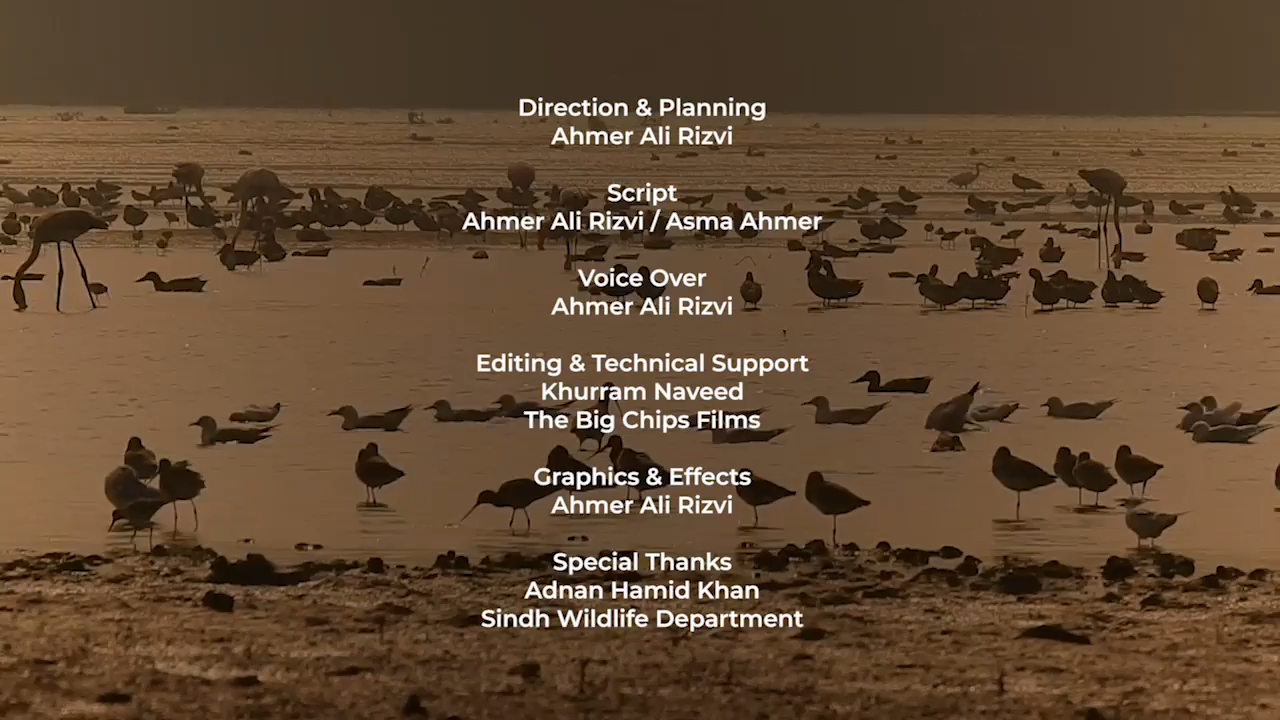 Direction & Planning
Ahmer Ali Rizvi
Script
Ahmer Ali Rizvi / Asma Ahmer
Voice Over
Ahmer Ali Rizvi
Editing & Technical Support
Khurram Naveed
The Big Chips Films
Graphics & Effects
Ahmer Ali Rizvi
Special Thanks
Adnan Hamid Khan
Sindh Wildlife Department